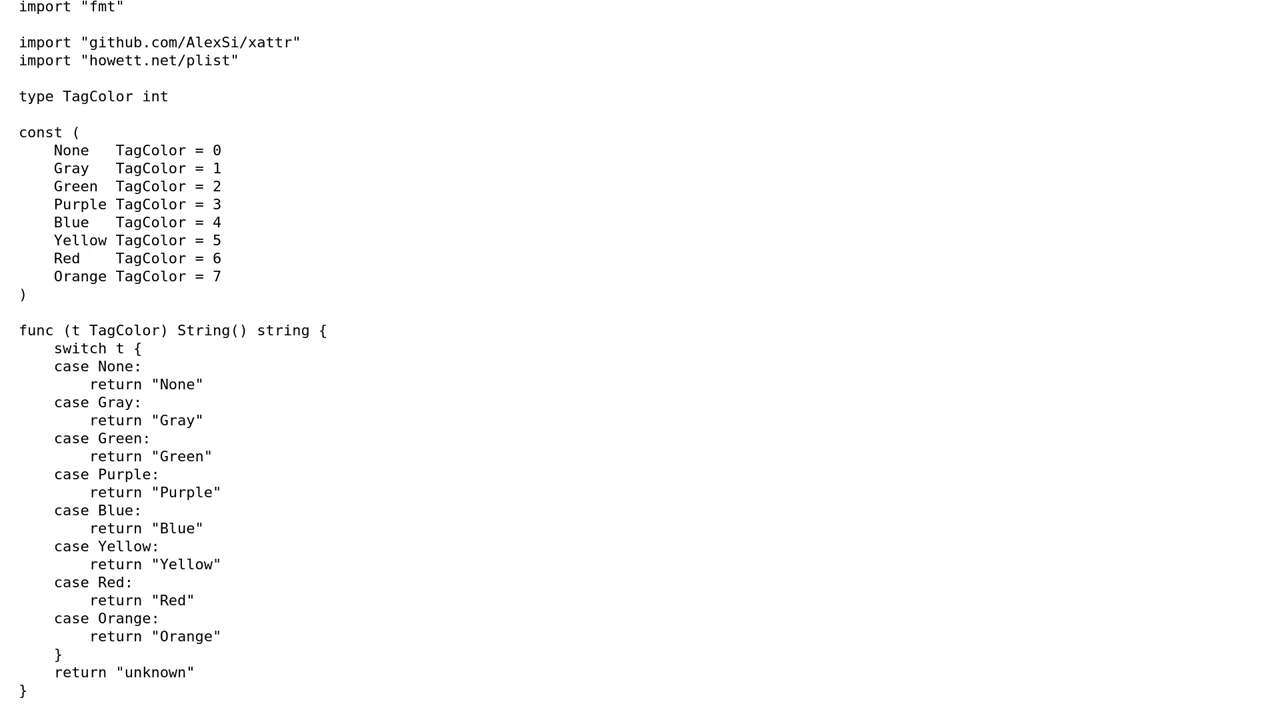 import "fmt"

import "github.com/AlexSi/xattr"
import "howett.net/plist"

type TagColor int

const (
    None   TagColor = 0
    Gray   TagColor = 1
    Green  TagColor = 2
    Purple TagColor = 3
    Blue   TagColor = 4
    Yellow TagColor = 5
    Red    TagColor = 6
    Orange TagColor = 7
)

func (t TagColor) String() string {
    switch t {
    case None:
        return "None"
    case Gray:
        return "Gray"
    case Green:
        return "Green"
    case Purple:
        return "Purple"
    case Blue:
        return "Blue"
    case Yellow:
        return "Yellow"
    case Red:
        return "Red"
    case Orange:
        return "Orange"
    }
    return "unknown"
}